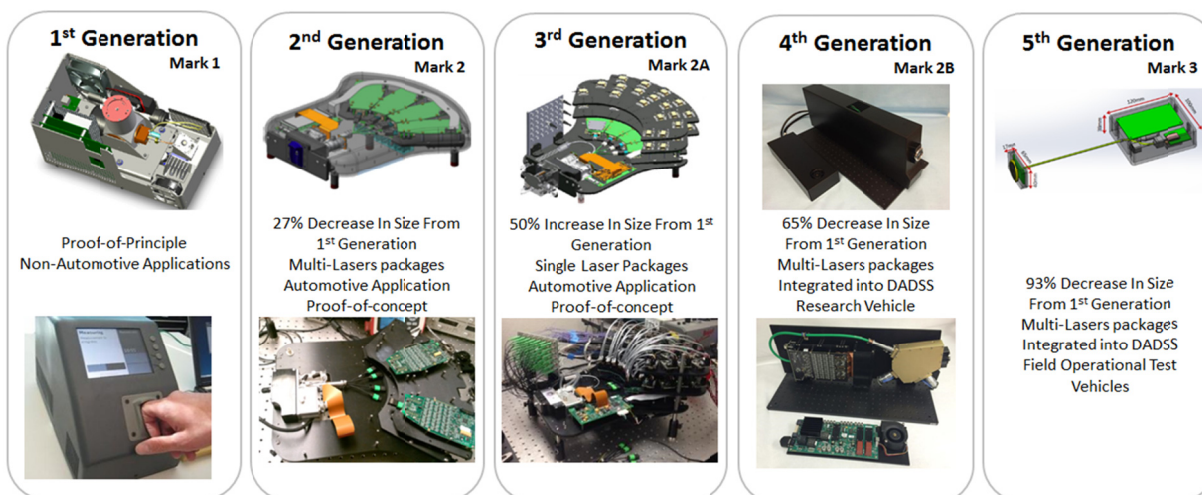 1st Generation
Mark 1
Proof-of-Principle
Non-Automotive Applications
2nd Generation
Mark 2
27% Decrease In Size From
1st Generation
Multi-Lasers packages
Automotive Application
Proof-of-concept
3rd Generation
Mark 2A
50% Increase In Size From 1st
Generation
Single Laser Packages
Automotive Application
Proof-of-concept
4th Generation
Mark 2B
65% Decrease In Size
From 1st Generation
Multi-Lasers packages
Integrated into DADSS
Research Vehicle
5th Generation
Mark 3
120mm
93% Decrease In Size
From 1st Generation
Multi-Lasers packages
Integrated into DADSS
Field Operational Test
Vehicles